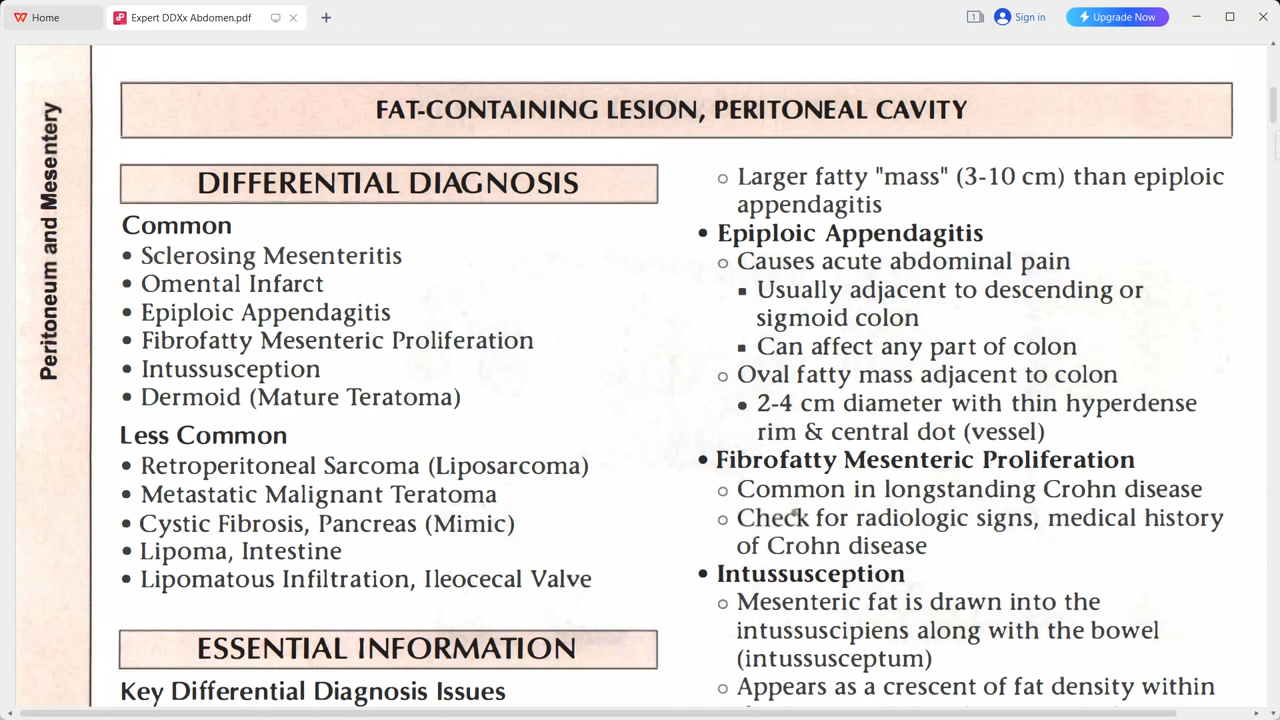 Home
Expert DDXx Abdomen.pdf
1
Sign in
Upgrade Now
Peritoneum and Mesentery
FAT-CONTAINING LESION, PERITONEAL CAVITY
DIFFERENTIAL DIAGNOSIS
Common
• Sclerosing Mesenteritis
• Omental Infarct
• Epiploic Appendagitis
• Fibrofatty Mesenteric Proliferation
• Intussusception
• Dermoid (Mature Teratoma)
Less Common
• Retroperitoneal Sarcoma (Liposarcoma)
• Metastatic Malignant Teratoma
• Cystic Fibrosis, Pancreas (Mimic)
• Lipoma, Intestine
• Lipomatous Infiltration, Ileocecal Valve
ESSENTIAL INFORMATION
Key Differential Diagnosis Issues
○ Larger fatty "mass" (3-10 cm) than epiploic
appendagitis
• Epiploic Appendagitis
○ Causes acute abdominal pain
▪ Usually adjacent to descending or
sigmoid colon
▪ Can affect any part of colon
○ Oval fatty mass adjacent to colon
• 2-4 cm diameter with thin hyperdense
rim & central dot (vessel)
• Fibrofatty Mesenteric Proliferation
○ Common in longstanding Crohn disease
○ Check for radiologic signs, medical history
of Crohn disease
• Intussusception
○ Mesenteric fat is drawn into the
intussuscipiens along with the bowel
(intussusceptum)
○ Appears as a crescent of fat density within